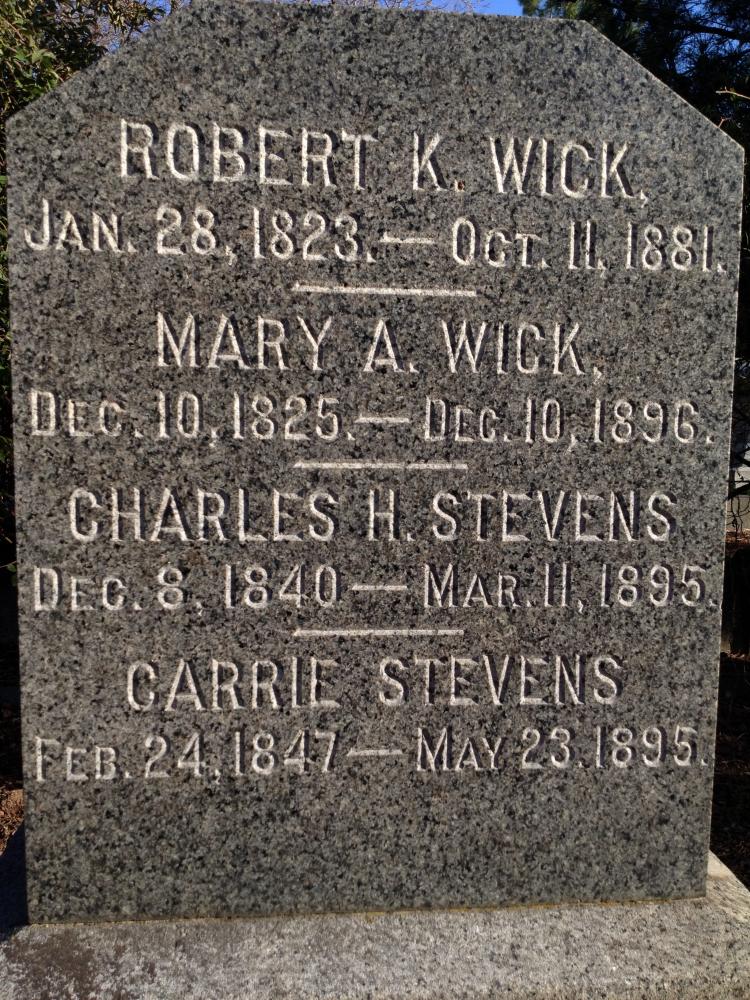 ROBERT K. WICK,
JAN. 28, 1823.—OCT. 11, 1881.
MARY A. WICK,
DEC. 10, 1825.—DEC. 10, 1896.
CHARLES H. STEVENS
DEC. 8, 1840—MAR. 11, 1895.
CARRIE STEVENS
FEB. 24, 1847—MAY 23. 1895.